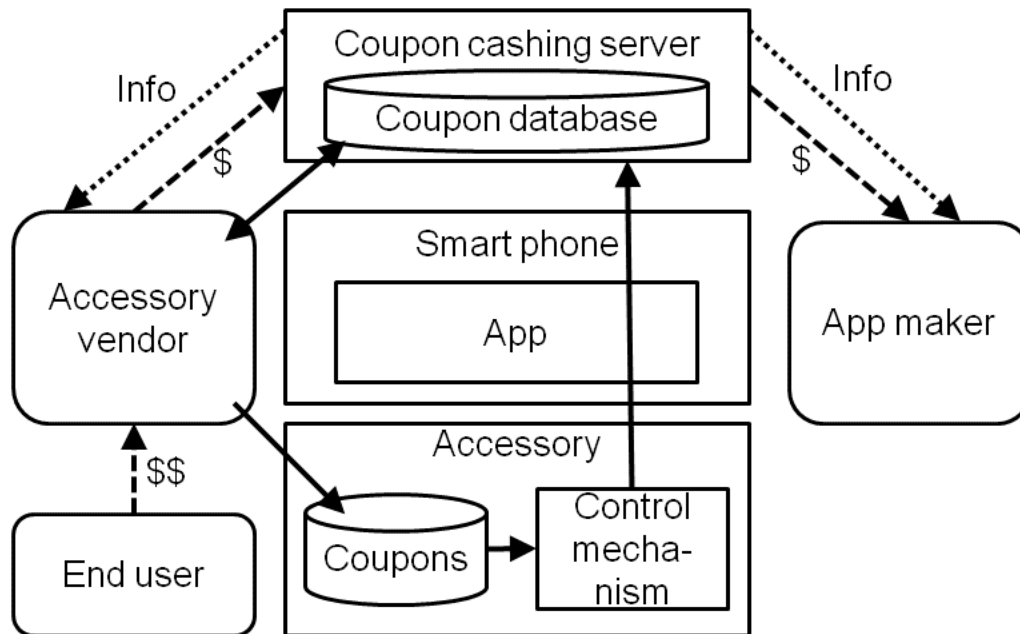 Coupon cashing server
Coupon database
Info
$
Info
$
Accessory
vendor
Smart phone
App
App maker
$$
End user
Accessory
Coupons
Control
mecha-
nism